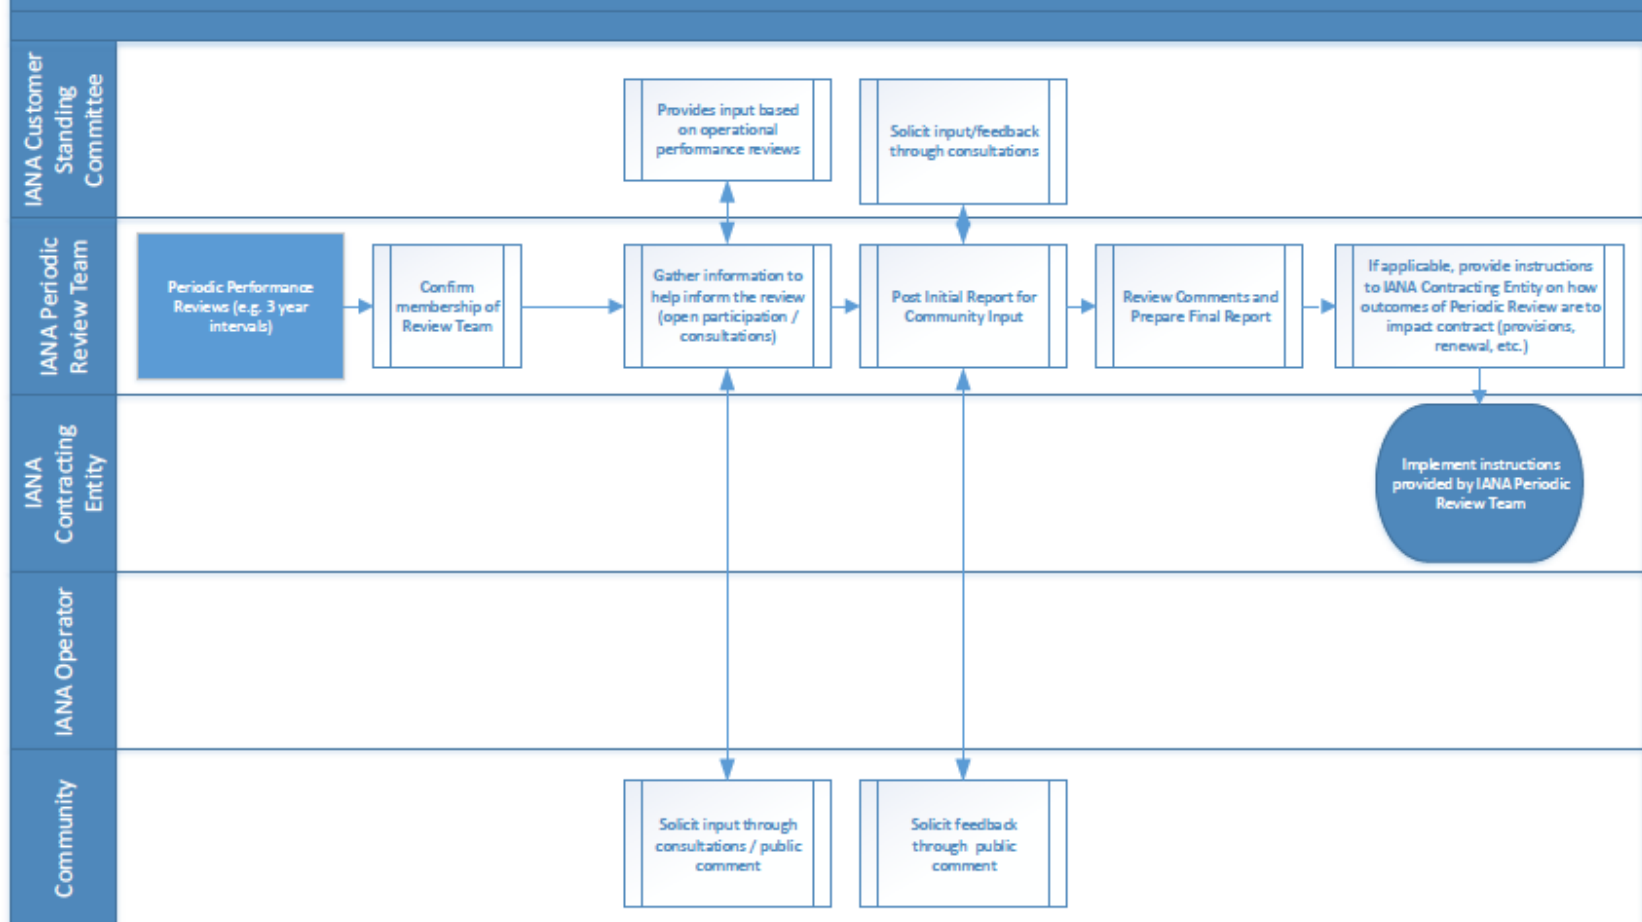 IANA Customer
Standing
Committee
Provides input based
on operational
performance reviews
Solicit input/feedback
through consultations
IANA Periodic
Review Team
Periodic Performance
Reviews (e.g. 3 year
intervals)
Confirm
membership of
Review Team
Gather information to
help inform the review
(open participation /
consultations)
Post Initial Report for
Community Input
Review Comments and
Prepare Final Report
If applicable, provide instructions
to IANA Contracting Entity on how
outcomes of Periodic Review are to
impact contract (provisions,
renewal, etc.)
IANA
Contracting
Entity
Implement instructions
provided by IANA Periodic
Review Team
IANA Operator
Community
Solicit input through
consultations / public
comment
Solicit feedback
through public
comment